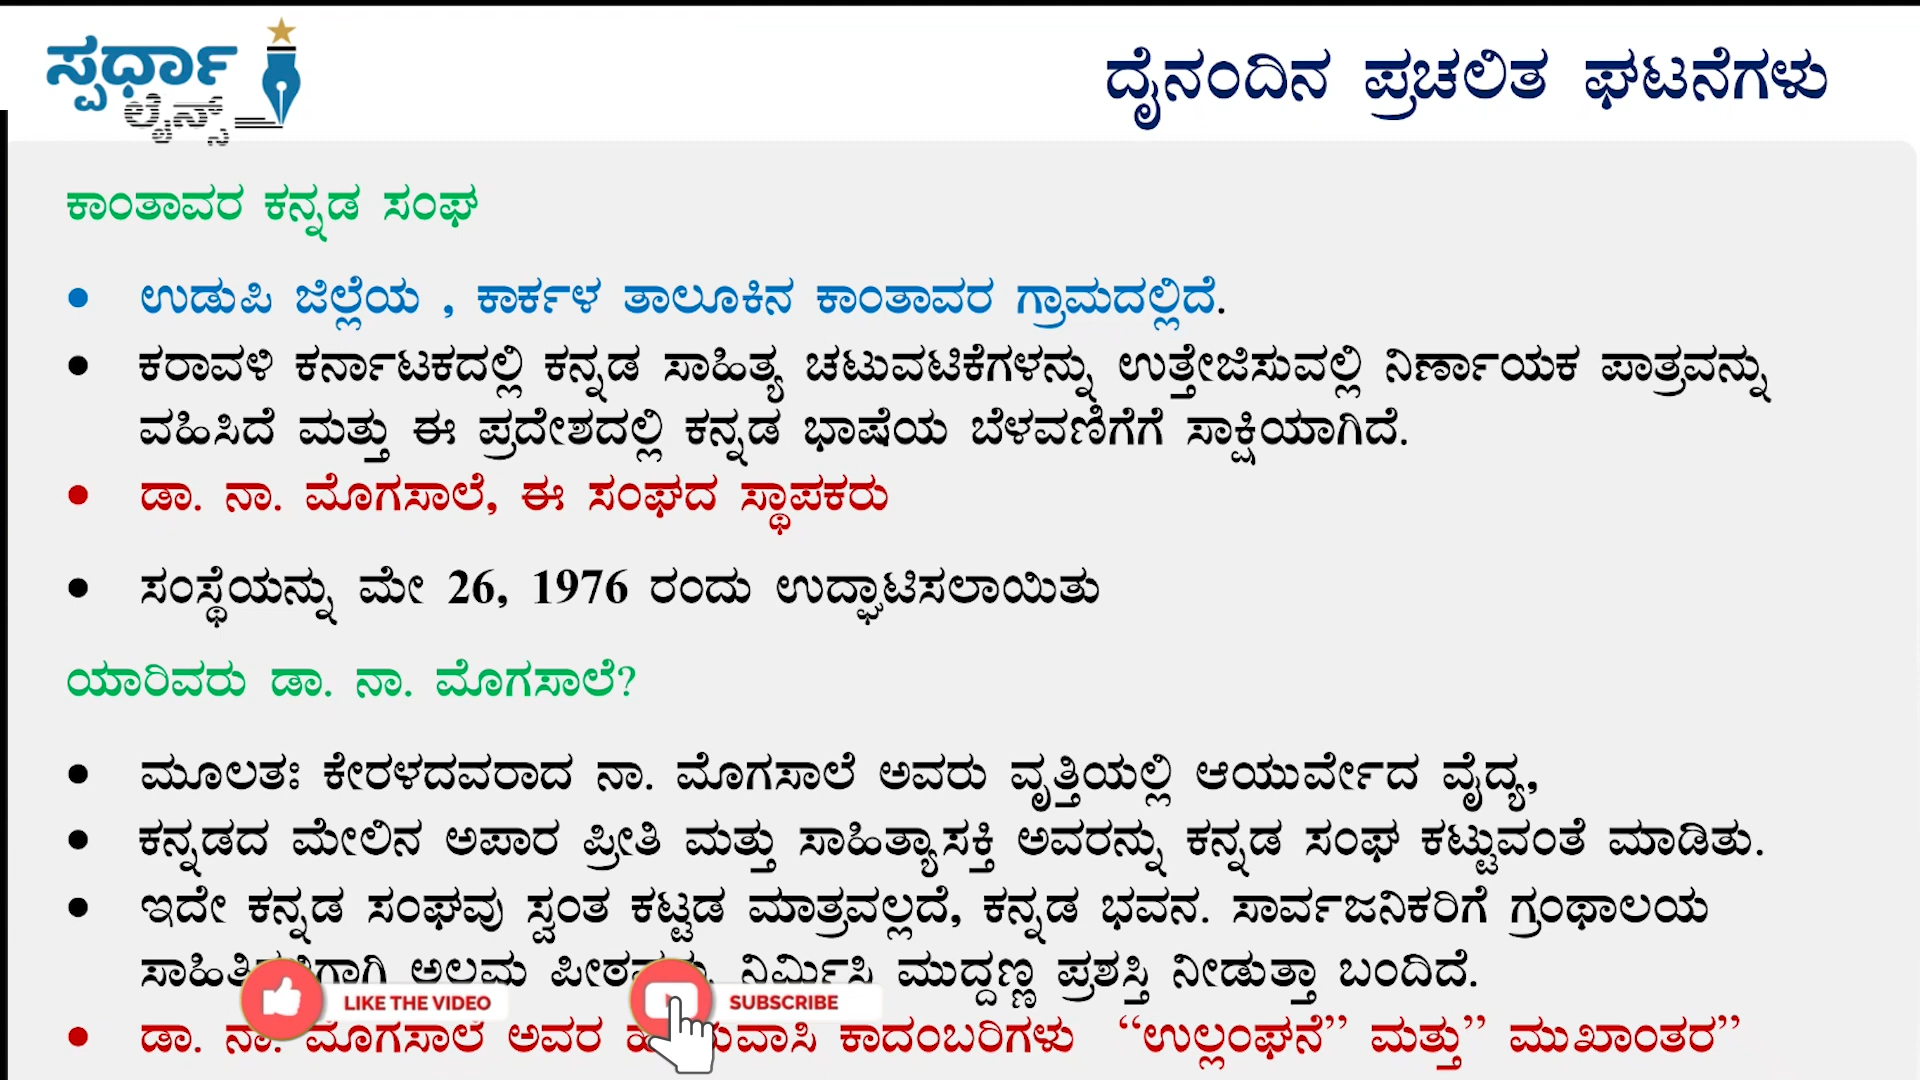 ಸ್ಪರ್ಧಾ
ಲೈನ್ಸ್
ದೈನಂದಿನ ಪ್ರಚಲಿತ ಘಟನೆಗಳು
ಕಾಂತಾವರ ಕನ್ನಡ ಸಂಘ
• ಉಡುಪಿ ಜಿಲ್ಲೆಯ , ಕಾರ್ಕಳ ತಾಲೂಕಿನ ಕಾಂತಾವರ ಗ್ರಾಮದಲ್ಲಿದೆ.
• ಕರಾವಳಿ ಕರ್ನಾಟಕದಲ್ಲಿ ಕನ್ನಡ ಸಾಹಿತ್ಯ ಚಟುವಟಿಕೆಗಳನ್ನು ಉತ್ತೇಜಿಸುವಲ್ಲಿ ನಿರ್ಣಾಯಕ ಪಾತ್ರವನ್ನು
ವಹಿಸಿದೆ ಮತ್ತು ಈ ಪ್ರದೇಶದಲ್ಲಿ ಕನ್ನಡ ಭಾಷೆಯ ಬೆಳವಣಿಗೆಗೆ ಸಾಕ್ಷಿಯಾಗಿದೆ.
• ಡಾ. ನಾ. ಮೊಗಸಾಲೆ, ಈ ಸಂಘದ ಸ್ಥಾಪಕರು
• ಸಂಸ್ಥೆಯನ್ನು ಮೇ 26, 1976 ರಂದು ಉದ್ಘಾಟಿಸಲಾಯಿತು
ಯಾರಿವರು ಡಾ. ನಾ. ಮೊಗಸಾಲೆ?
• ಮೂಲತಃ ಕೇರಳದವರಾದ ನಾ. ಮೊಗಸಾಲೆ ಅವರು ವೃತ್ತಿಯಲ್ಲಿ ಆಯುರ್ವೇದ ವೈದ್ಯ,
• ಕನ್ನಡದ ಮೇಲಿನ ಅಪಾರ ಪ್ರೀತಿ ಮತ್ತು ಸಾಹಿತ್ಯಾಸಕ್ತಿ ಅವರನ್ನು ಕನ್ನಡ ಸಂಘ ಕಟ್ಟುವಂತೆ ಮಾಡಿತು.
• ಇದೇ ಕನ್ನಡ ಸಂಘವು ಸ್ವಂತ ಕಟ್ಟಡ ಮಾತ್ರವಲ್ಲದೆ, ಕನ್ನಡ ಭವನ. ಸಾರ್ವಜನಿಕರಿಗೆ ಗ್ರಂಥಾಲಯ
ಅಲ್ಲಮ ನಿರ್ಮಿಸಿ ಮುದ್ದಣ್ಣ ಪ್ರಶಸ್ತಿ ನೀಡುತ್ತಾ ಬಂದಿದೆ.
LIKE THE VIDEO SUBSCRIBE
• ಡಾ. ನಾ. ಮೊಗಸಾಲೆ ಅವರ ಕಾದಂಬರಿಗಳು “ಉಲ್ಲಂಘನೆ” ಮತ್ತು” ಮುಖಾಂತರ”